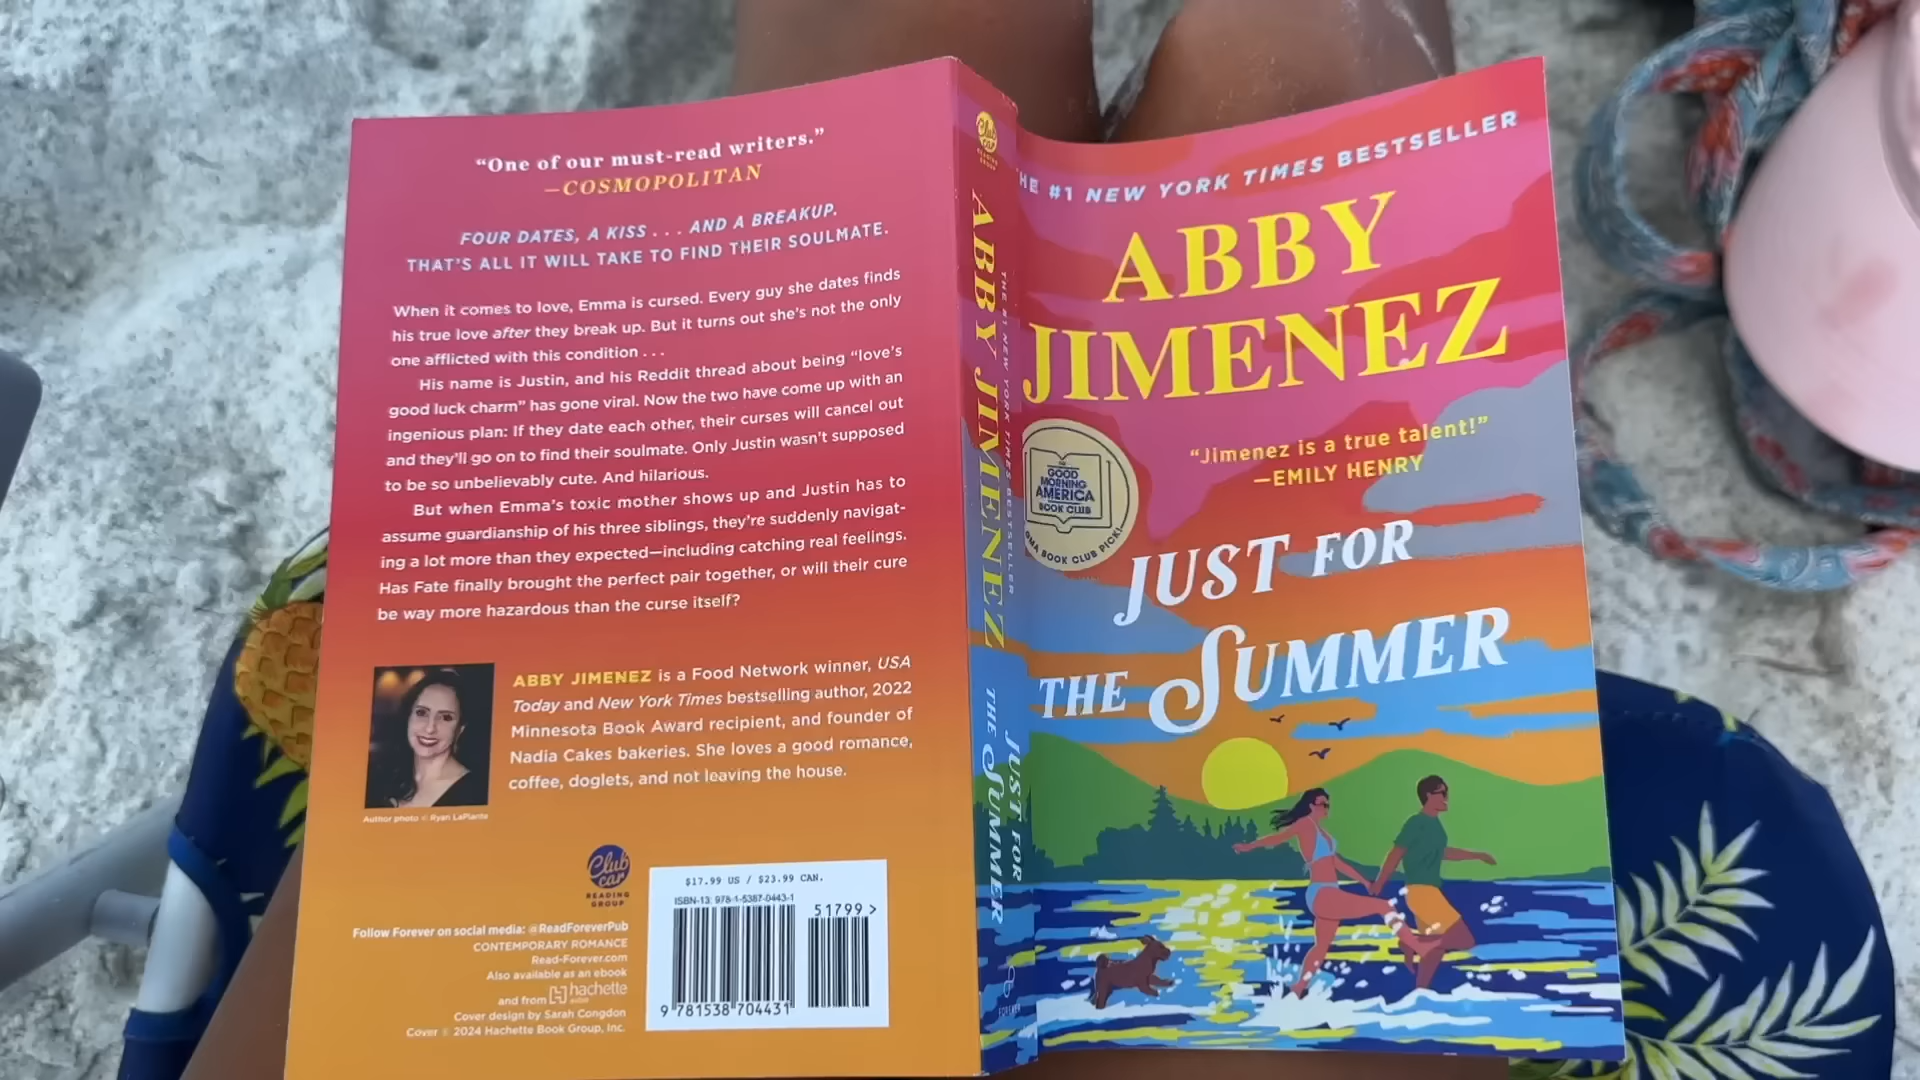 “One of our must-read writers.”
—COSMOPOLITAN
FOUR DATES, A KISS . . . AND A BREAKUP.
THAT’S ALL IT WILL TAKE TO FIND THEIR SOULMATE.
When it comes to love, Emma is cursed. Every guy she dates finds
his true love after they break up. But it turns out she’s not the only
one afflicted with this condition . . .
His name is Justin, and his Reddit thread about being “love’s
good luck charm” has gone viral. Now the two have come up with an
ingenious plan: If they date each other, their curses will cancel out
and they’ll go on to find their soulmate. Only Justin wasn’t supposed
to be so unbelievably cute. And hilarious.
But when Emma’s toxic mother shows up and Justin has to
assume guardianship of his three siblings, they’re suddenly navigat-
ing a lot more than they expected—including catching real feelings.
Has Fate finally brought the perfect pair together, or will their cure
be way more hazardous than the curse itself?
ABBY JIMENEZ is a Food Network winner, USA
Today and New York Times bestselling author, 2022
Minnesota Book Award recipient, and founder of
Nadia Cakes bakeries. She loves a good romance,
coffee, doglets, and not leaving the house.
Author photo © Ryan LaPlante
Club
car
READING
GROUP
Follow Forever on social media: @ReadForeverPub
CONTEMPORARY ROMANCE
Read-Forever.com
Also available as an ebook
and from hachette
audio
Cover design by Sarah Congdon
Cover © 2024 Hachette Book Group, Inc.
$17.99 US / $23.99 CAN.
ISBN-13: 978-1-5387-0443-1
51799 >
9 781538 704431
Club
car
READING
GROUP
ABBY JIMENEZ
THE #1 NEW YORK TIMES BESTSELLER
JUST FOR
THE SUMMER
FOREVER
HE #1 NEW YORK TIMES BESTSELLER
ABBY
JIMENEZ
“Jimenez is a true talent!”
—EMILY HENRY
GOOD
MORNING
AMERICA
BOOK CLUB
GMA BOOK CLUB PICK!
JUST FOR
THE SUMMER